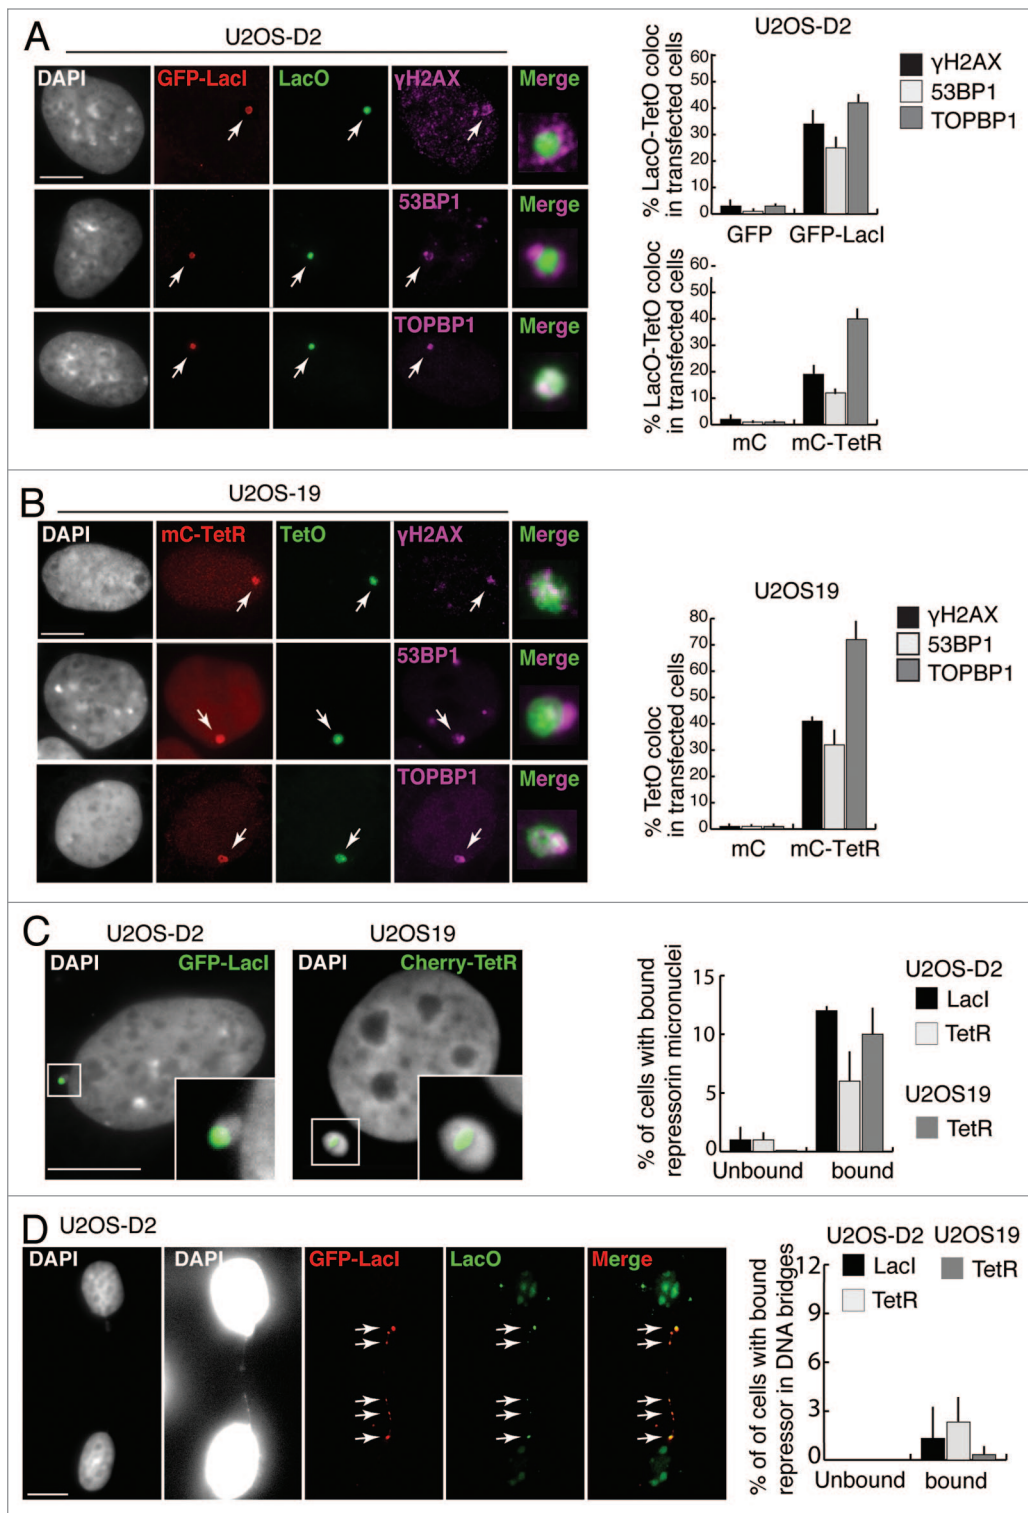 A
U2OS-D2
DAPI GFP-LacI LacO γH2AX Merge
53BP1 Merge
TOPBP1 Merge
U2OS-D2
% LacO-TetO coloc
in transfected cells
60
50
40
30
20
10
0
GFP GFP-LacI
γH2AX
53BP1
TOPBP1
% LacO-TetO coloc
in transfected cells
60
50
40
30
20
10
0
mC mC-TetR
B
U2OS-19
DAPI mC-TetR TetO γH2AX Merge
53BP1 Merge
TOPBP1 Merge
U2OS19
% TetO coloc
in transfected cells
80
70
60
50
40
30
20
10
0
mC mC-TetR
γH2AX
53BP1
TOPBP1
C
U2OS-D2 U2OS19
DAPI GFP-LacI DAPI Cherry-TetR
% of cells with bound
repressorin micronuclei
15
10
5
0
Unbound bound
U2OS-D2
LacI
TetR
U2OS19
TetR
D U2OS-D2
DAPI DAPI GFP-LacI LacO Merge
% of of cells with bound
repressor in DNA bridges
12
9
6
3
0
Unbound bound
U2OS-D2 U2OS19
LacI TetR
TetR